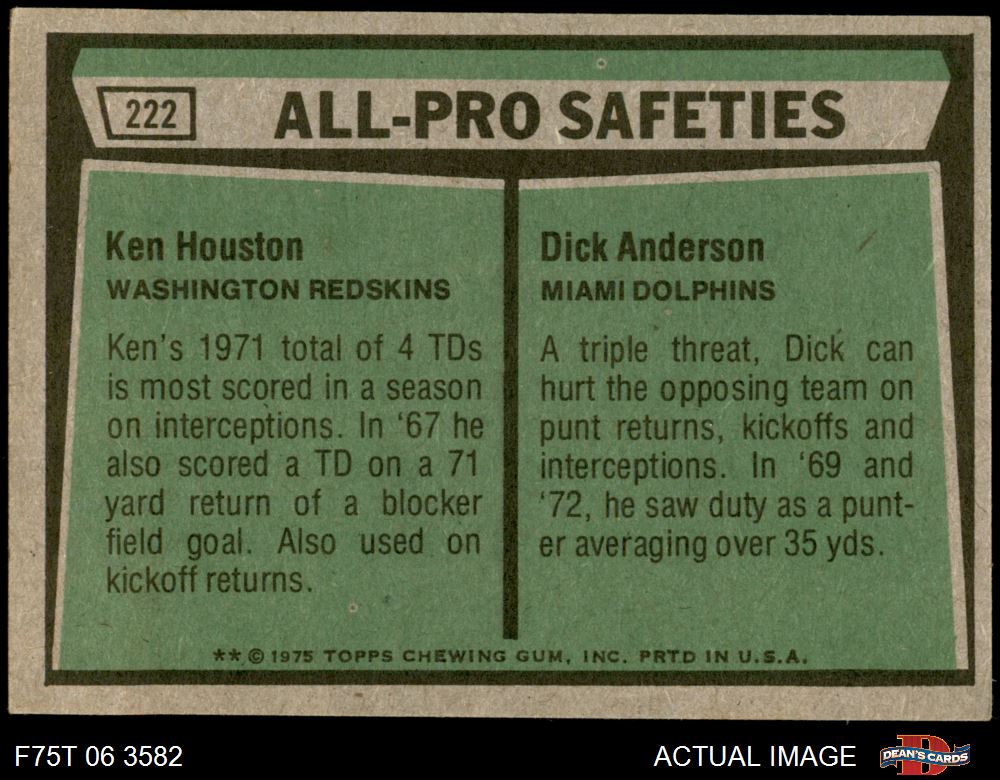 222
ALL-PRO SAFETIES
Ken Houston
WASHINGTON REDSKINS
Ken's 1971 total of 4 TDs
is most scored in a season
on interceptions. In '67 he
also scored a TD on a 71
yard return of a blocker
field goal. Also used on
kickoff returns.
Dick Anderson
MIAMI DOLPHINS
A triple threat, Dick can
hurt the opposing team on
punt returns, kickoffs and
interceptions. In '69 and
'72, he saw duty as a punt-
er averaging over 35 yds.
** © 1975 TOPPS CHEWING GUM, INC. PRTD IN U.S.A.
F75T 06 3582
ACTUAL IMAGE
D
DEAN'S CARDS